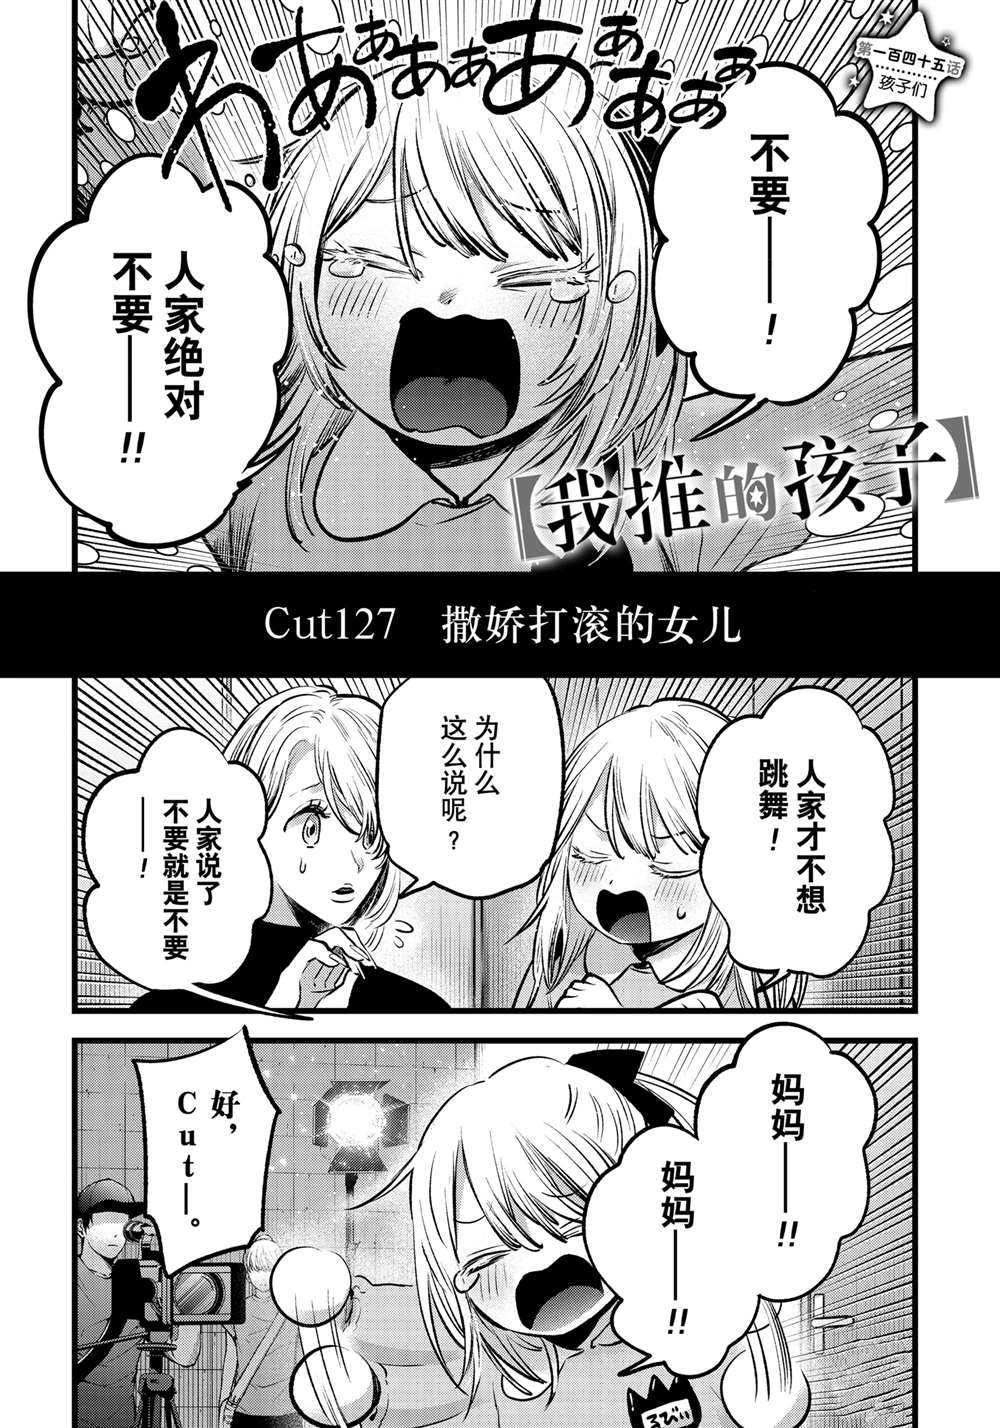 第一百四十五话
孩子们
わあああああああああ
不要——！
人家绝对
不要——!!
【我推的孩子】
Cut127 撒娇打滚的女儿
人家才不想
跳舞！
为什么
这么说呢？
人家说了
不要就是不要
——！
妈妈——!!
妈妈——!!
好，
Cut—。
るびい